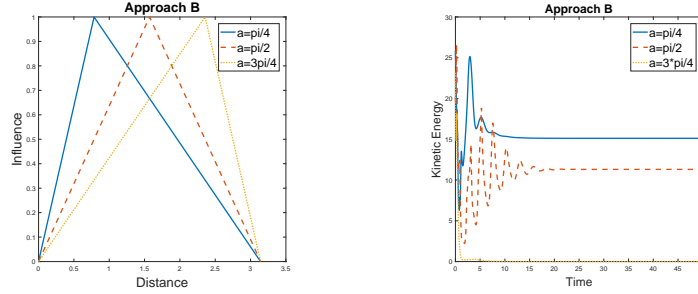 Approach B
a=pi/4
a=pi/2
a=3pi/4
Influence
1
0.9
0.8
0.7
0.6
0.5
0.4
0.3
0.2
0.1
0
0 0.5 1 1.5 2 2.5 3 3.5
Distance
Approach B
a=pi/4
a=pi/2
a=3*pi/4
Kinetic Energy
30
25
20
15
10
5
0
0 5 10 15 20 25 30 35 40 45
Time